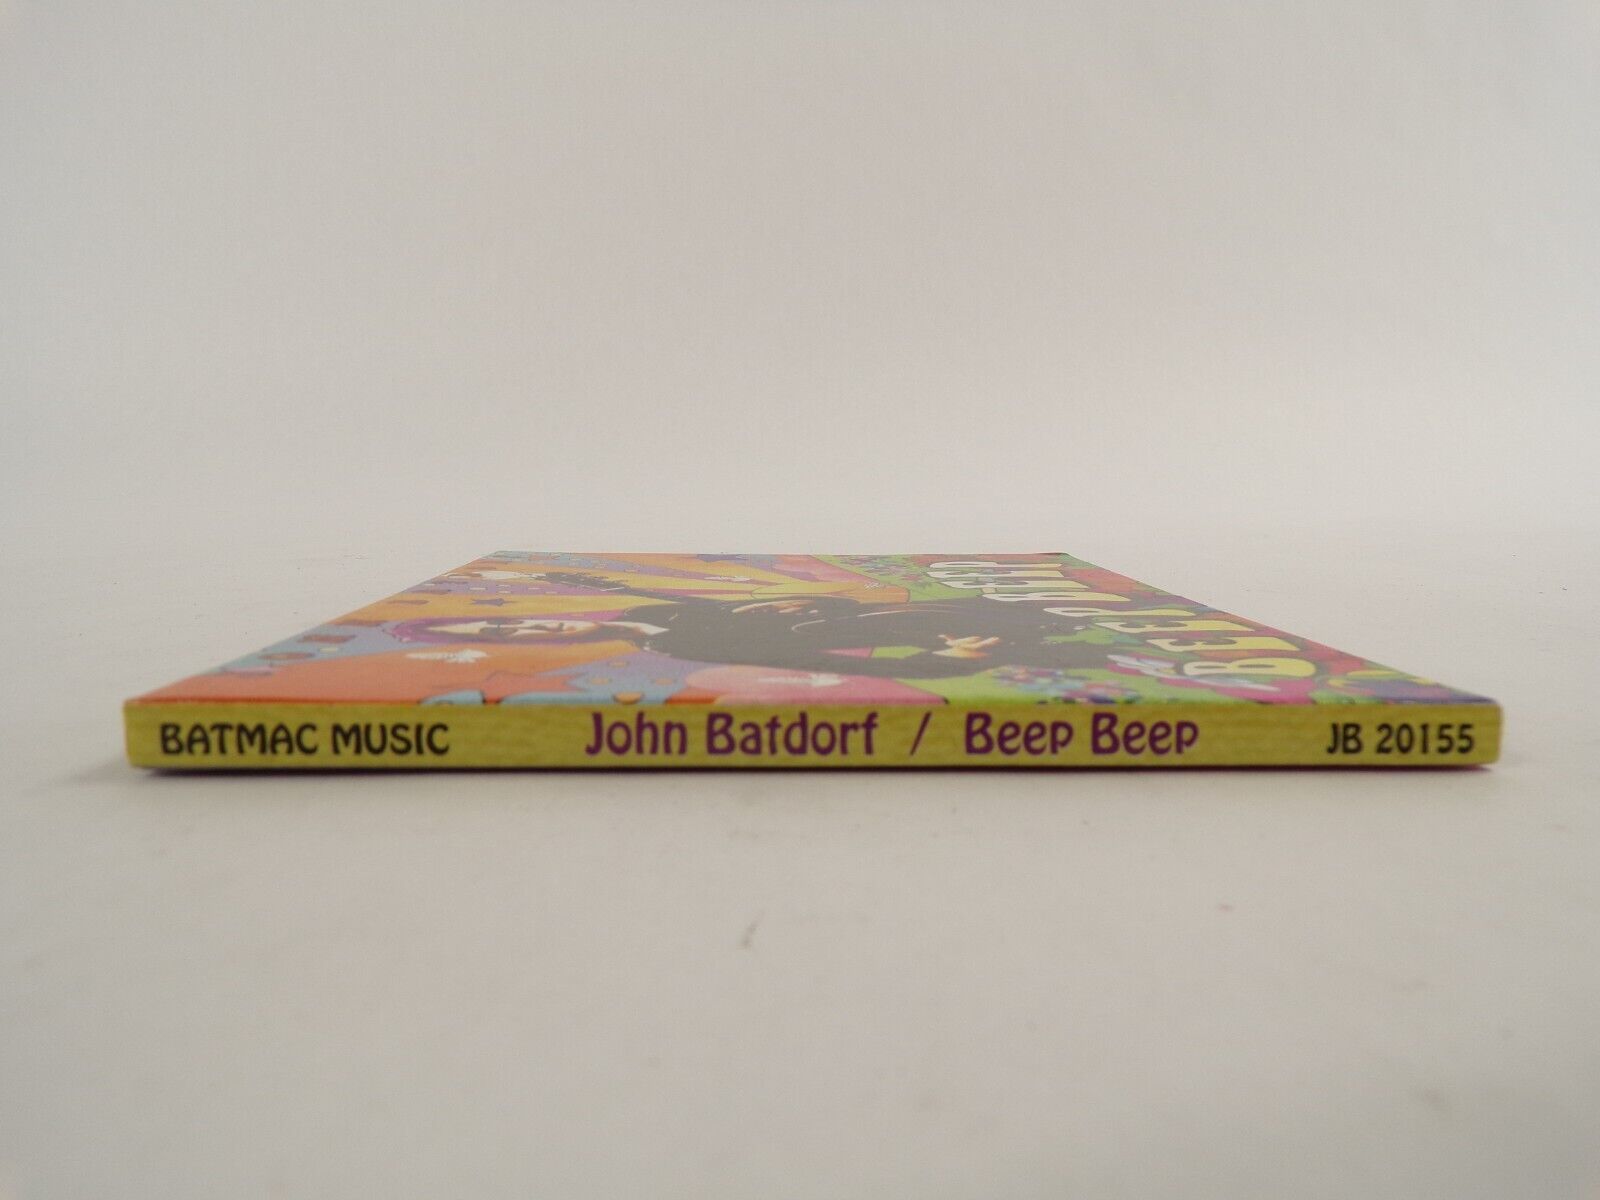 BEEP BEEP
BATMAC MUSIC John Batdorf / Beep Beep JB 20155